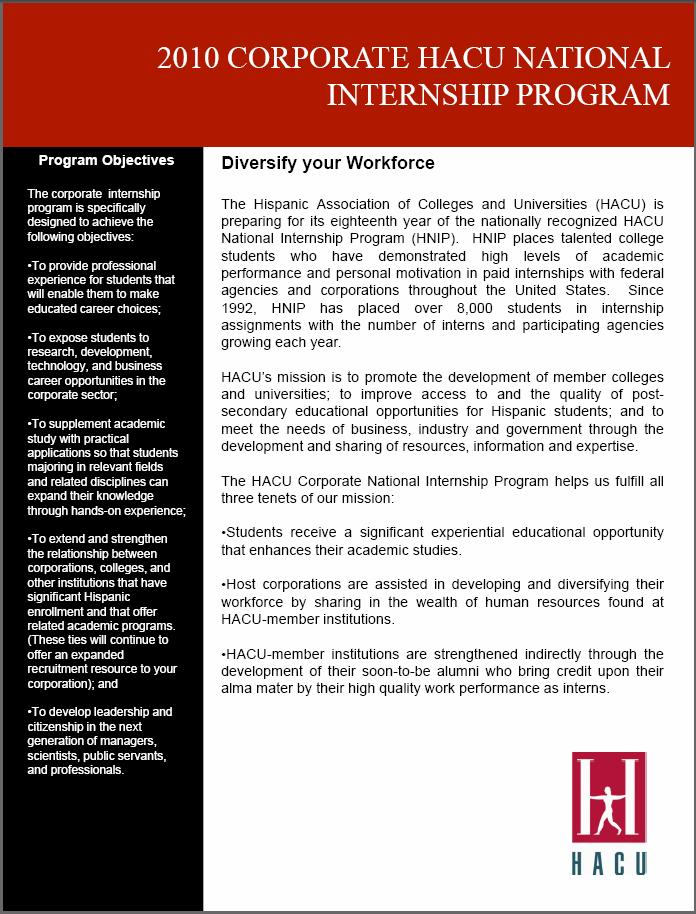 2010 CORPORATE HACU NATIONAL
INTERNSHIP PROGRAM
Program Objectives
The corporate internship
program is specifically
designed to achieve the
following objectives:
•To provide professional
experience for students that
will enable them to make
educated career choices;
•To expose students to
research, development,
technology, and business
career opportunities in the
corporate sector;
•To supplement academic
study with practical
applications so that students
majoring in relevant fields
and related disciplines can
expand their knowledge
through hands-on experience;
•To extend and strengthen
the relationship between
corporations, colleges, and
other institutions that have
significant Hispanic
enrollment and that offer
related academic programs.
(These ties will continue to
offer an expanded
recruitment resource to your
corporation); and
•To develop leadership and
citizenship in the next
generation of managers,
scientists, public servants,
and professionals.
Diversify your Workforce
The Hispanic Association of Colleges and Universities (HACU) is
preparing for its eighteenth year of the nationally recognized HACU
National Internship Program (HNIP). HNIP places talented college
students who have demonstrated high levels of academic
performance and personal motivation in paid internships with federal
agencies and corporations throughout the United States. Since
1992, HNIP has placed over 8,000 students in internship
assignments with the number of interns and participating agencies
growing each year.
HACU's mission is to promote the development of member colleges
and universities; to improve access to and the quality of post-
secondary educational opportunities for Hispanic students; and to
meet the needs of business, industry and government through the
development and sharing of resources, information and expertise.
The HACU Corporate National Internship Program helps us fulfill all
three tenets of our mission:
•Students receive a significant experiential educational opportunity
that enhances their academic studies.
•Host corporations are assisted in developing and diversifying their
workforce by sharing in the wealth of human resources found at
HACU-member institutions.
•HACU-member institutions are strengthened indirectly through the
development of their soon-to-be alumni who bring credit upon their
alma mater by their high quality work performance as interns.
H
HACU